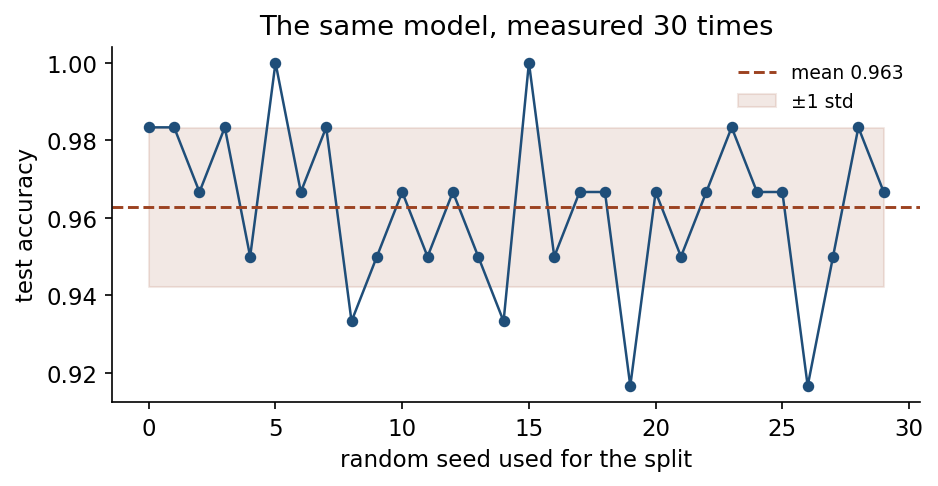 The same model, measured 30 times
mean 0.963
±1 std
1.00
0.98
0.96
0.94
0.92
test accuracy
0 5 10 15 20 25 30
random seed used for the split